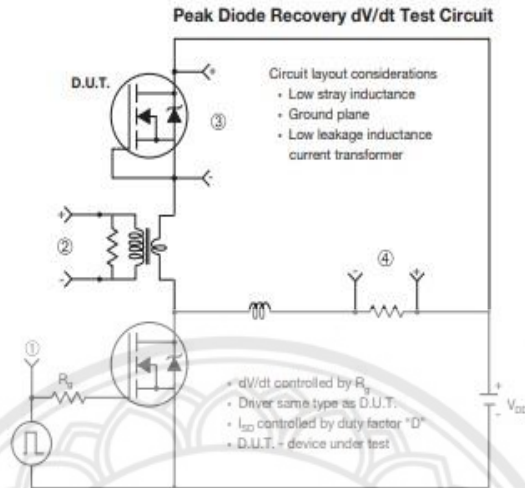 Peak Diode Recovery dV/dt Test Circuit
D.U.T.
+
③
-
Circuit layout considerations
• Low stray inductance
• Ground plane
• Low leakage inductance
current transformer
+
②
-
④
-
+
①
Rg
• dV/dt controlled by Rg
• Driver same type as D.U.T.
• ISD controlled by duty factor "D"
• D.U.T. - device under test
+
-
VDD